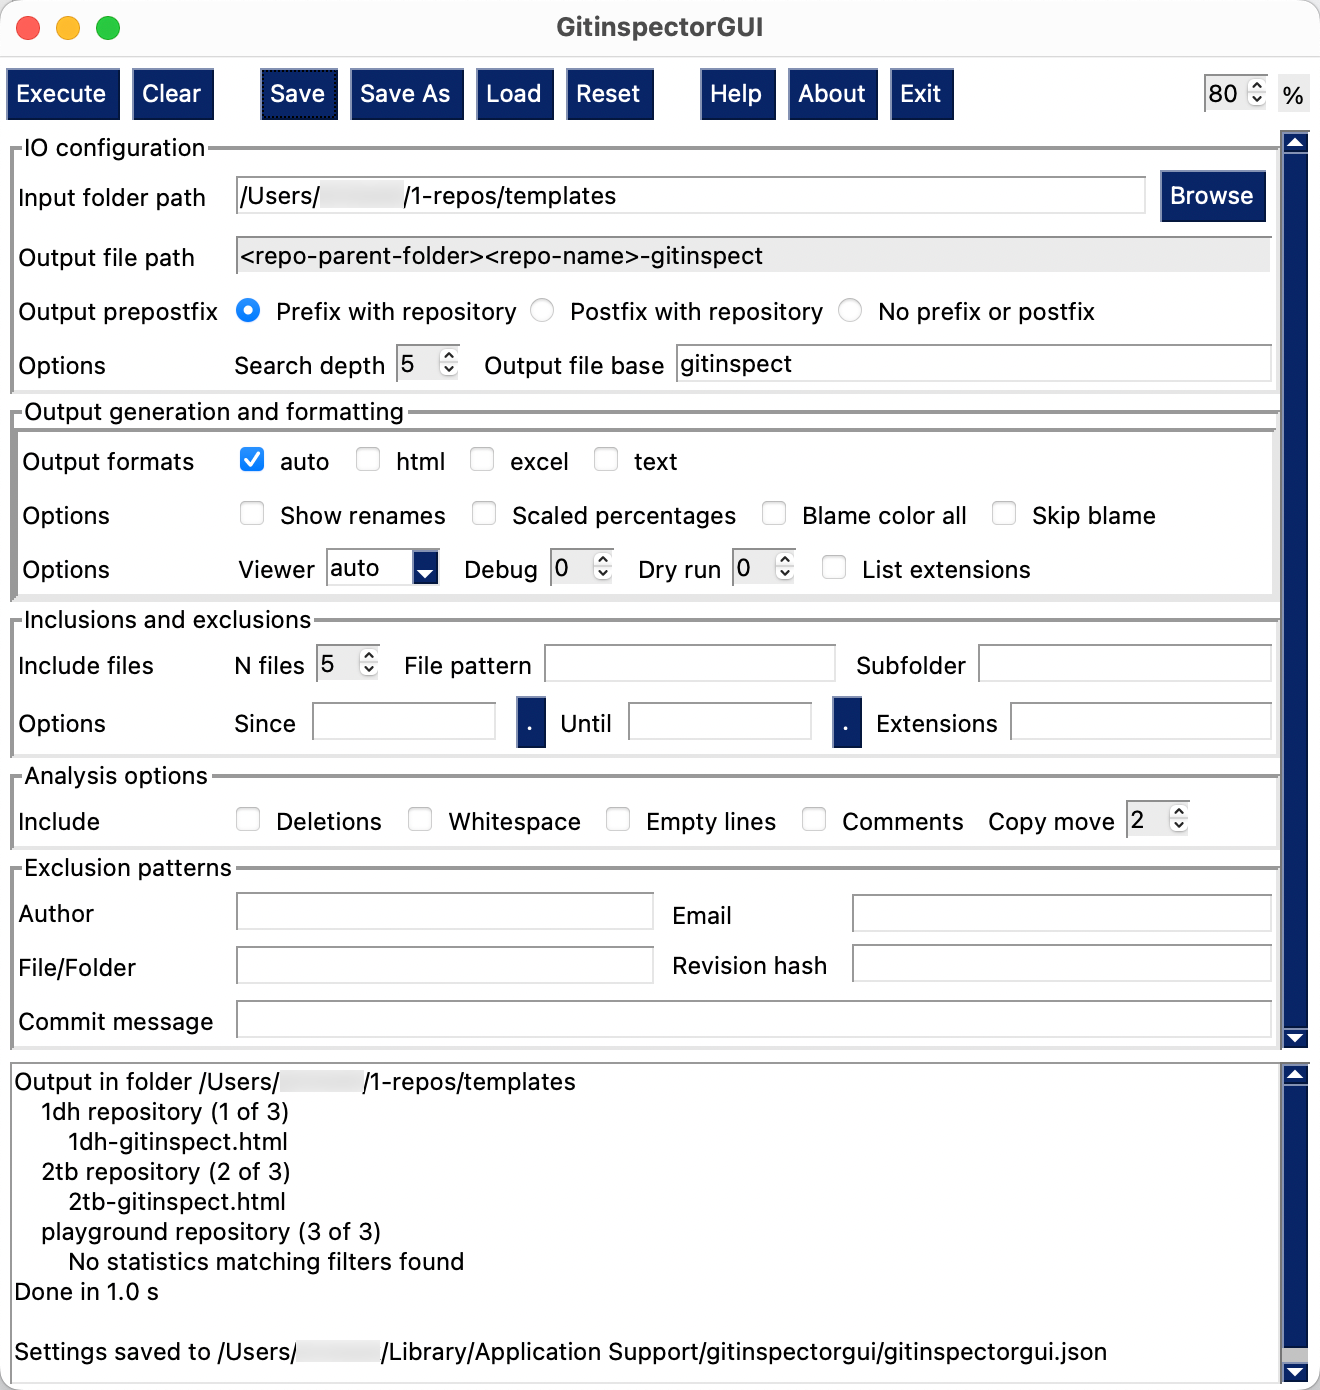 GitinspectorGUI
Execute Clear Save Save As Load Reset Help About Exit 80 %
IO configuration
Input folder path /Users/ /1-repos/templates Browse
Output file path <repo-parent-folder><repo-name>-gitinspect
Output prepostfix Prefix with repository Postfix with repository No prefix or postfix
Options Search depth 5 Output file base gitinspect
Output generation and formatting
Output formats auto html excel text
Options Show renames Scaled percentages Blame color all Skip blame
Options Viewer auto Debug 0 Dry run 0 List extensions
Inclusions and exclusions
Include files N files 5 File pattern Subfolder
Options Since . Until . Extensions
Analysis options
Include Deletions Whitespace Empty lines Comments Copy move 2
Exclusion patterns
Author Email
File/Folder Revision hash
Commit message
Output in folder /Users/ /1-repos/templates
1dh repository (1 of 3)
1dh-gitinspect.html
2tb repository (2 of 3)
2tb-gitinspect.html
playground repository (3 of 3)
No statistics matching filters found
Done in 1.0 s
Settings saved to /Users/ /Library/Application Support/gitinspectorgui/gitinspectorgui.json